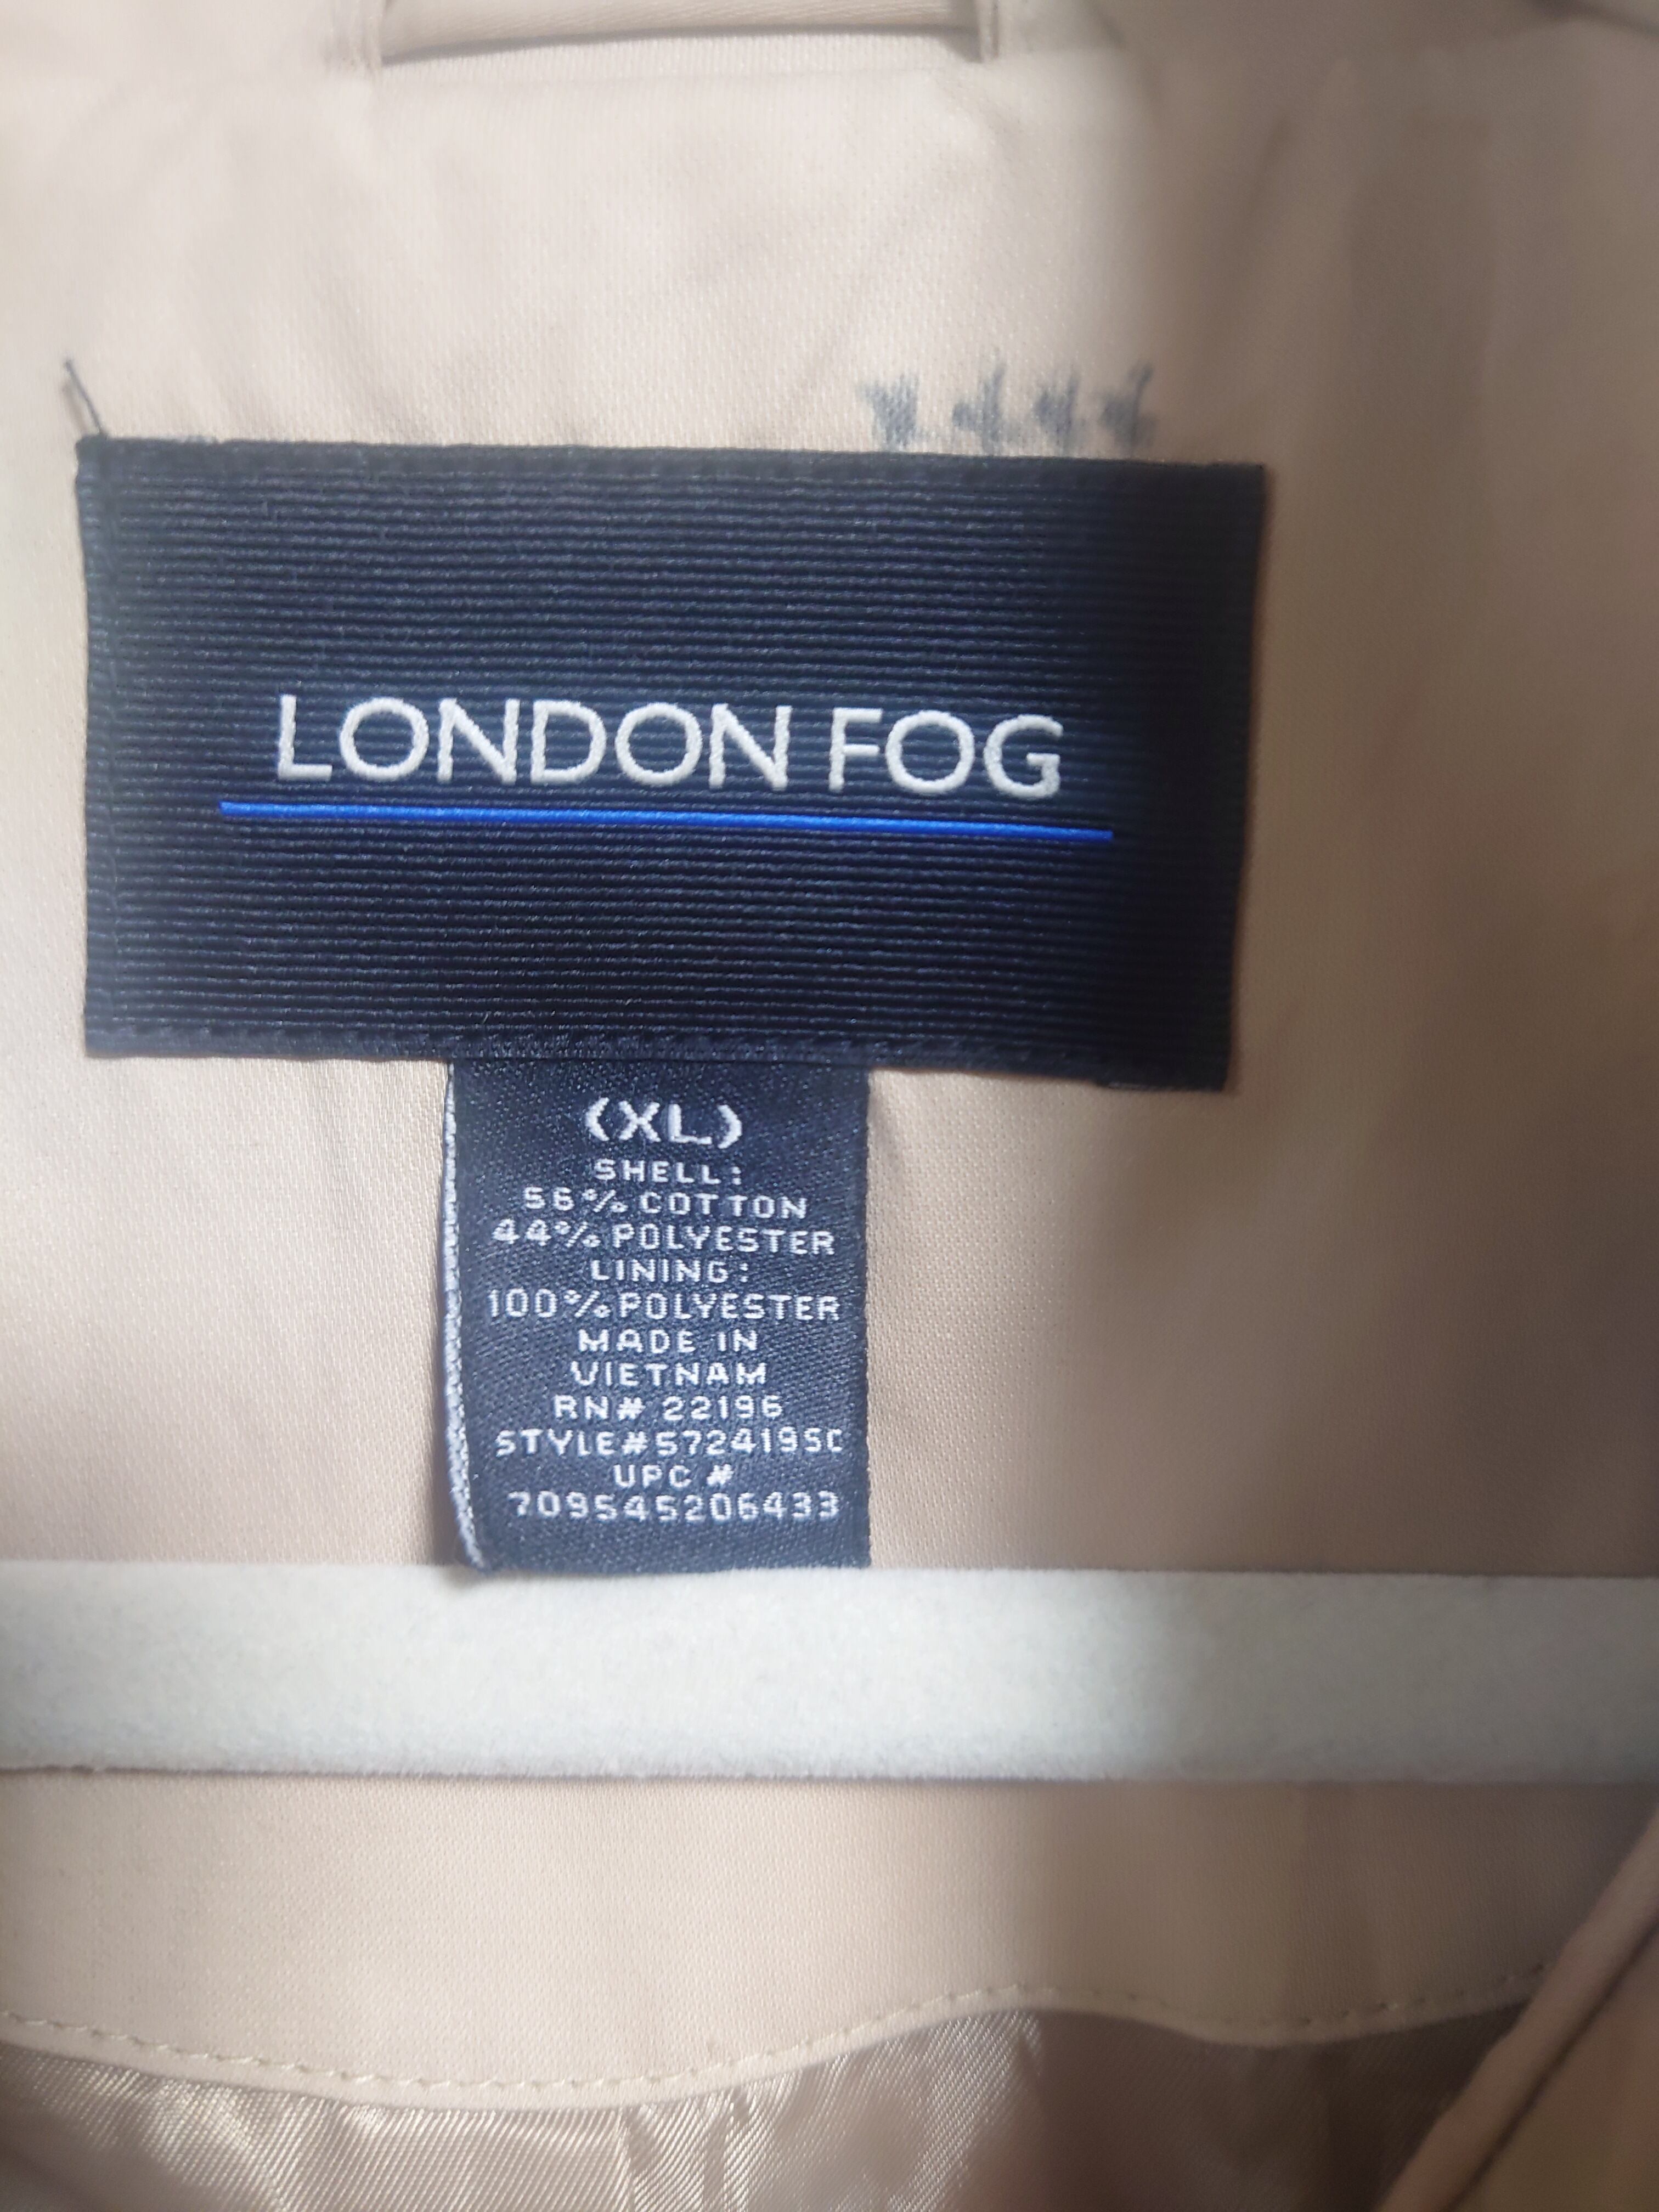 LONDON FOG
(XL)
SHELL:
56% COTTON
44% POLYESTER
LINING:
100% POLYESTER
MADE IN
VIETNAM
RN# 22196
STYLE#572419SC
UPC #
709545206433